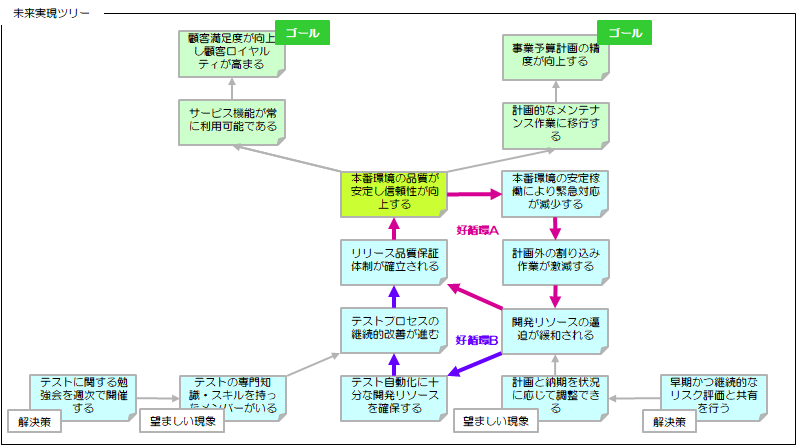 未来実現ツリー
顧客満足度が向上
し顧客ロイヤル
ティが高まる
ゴール
事業予算計画の精
度が向上する
ゴール
サービス機能が常
に利用可能である
計画的なメンテナ
ンス作業に移行す
る
本番環境の品質が
安定し信頼性が向
上する
本番環境の安定稼
働により緊急対応
が減少する
好循環A
リリース品質保証
体制が確立される
計画外の割り込み
作業が激減する
テストプロセスの
継続的改善が進む
好循環B
開発リソースの逼
迫が緩和される
テストに関する勉
強会を週次で開催
する
解決策
テストの専門知
識・スキルを持っ
たメンバーがいる
望ましい現象
テスト自動化に十
分な開発リソース
を確保する
計画と納期を状況
に応じて調整できる
望ましい現象
早期かつ継続的な
リスク評価と共有
を行う
解決策